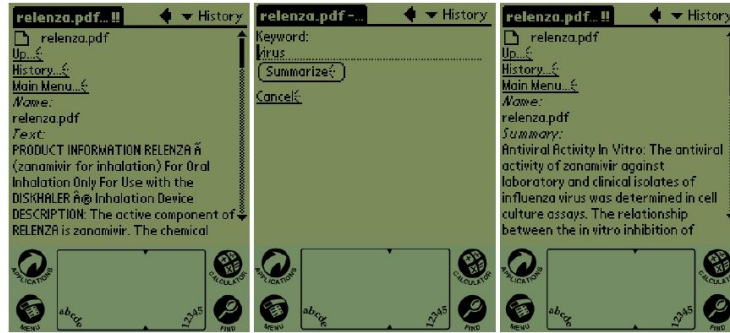 relenza.pdf...!!
History
relenza.pdf
Up...
History...
Main Menu...
Name:
relenza.pdf
Text:
PRODUCT INFORMATION RELENZA Â
(zanamivir for inhalation) For Oral
Inhalation Only For Use with the
DISKHALER Â® Inhalation Device
DESCRIPTION: The active component of
RELENZA is zanamivir. The chemical
APPLICATIONS
CALCULATOR
MENU
abcde
12345
FIND
relenza.pdf -...
History
Keyword:
virus
Summarize
Cancel
APPLICATIONS
CALCULATOR
MENU
abcde
12345
FIND
relenza.pdf...!!
History
relenza.pdf
Up...
History...
Main Menu...
Name:
relenza.pdf
Summary:
Antiviral Activity In Vitro: The antiviral
activity of zanamivir against
laboratory and clinical isolates of
influenza virus was determined in cell
culture assays. The relationship
between the in vitro inhibition of
APPLICATIONS
CALCULATOR
MENU
abcde
12345
FIND